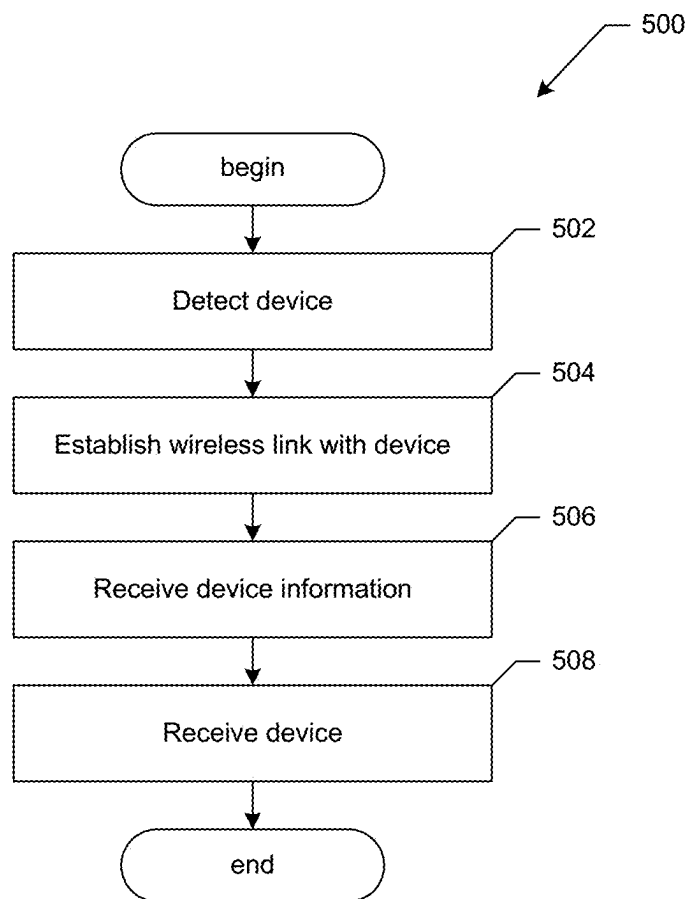 500
begin
502
Detect device
504
Establish wireless link with device
506
Receive device information
508
Receive device
end